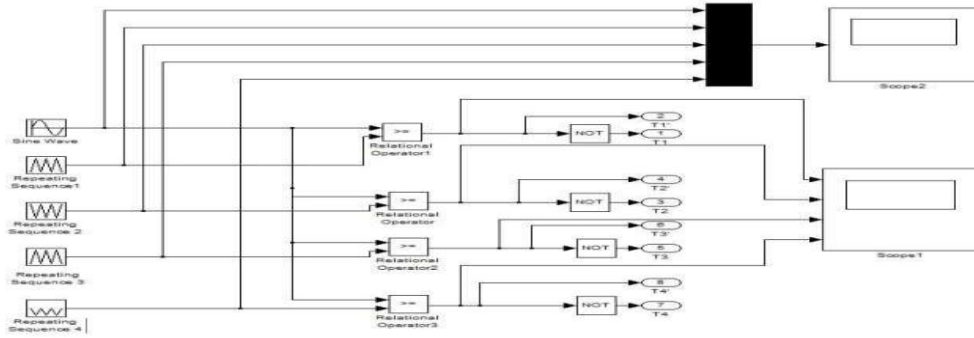 Scope2
Sine Wave
>=
Relational
Operator1
2
T1'
NOT
1
T1
Repeating
Sequence1
>=
Relational
Operator
4
T2'
NOT
3
T2
Repeating
Sequence 2
>=
Relational
Operator2
6
T3'
NOT
5
T3
Scope1
Repeating
Sequence 3
>=
Relational
Operator3
8
T4'
NOT
7
T4
Repeating
Sequence 4